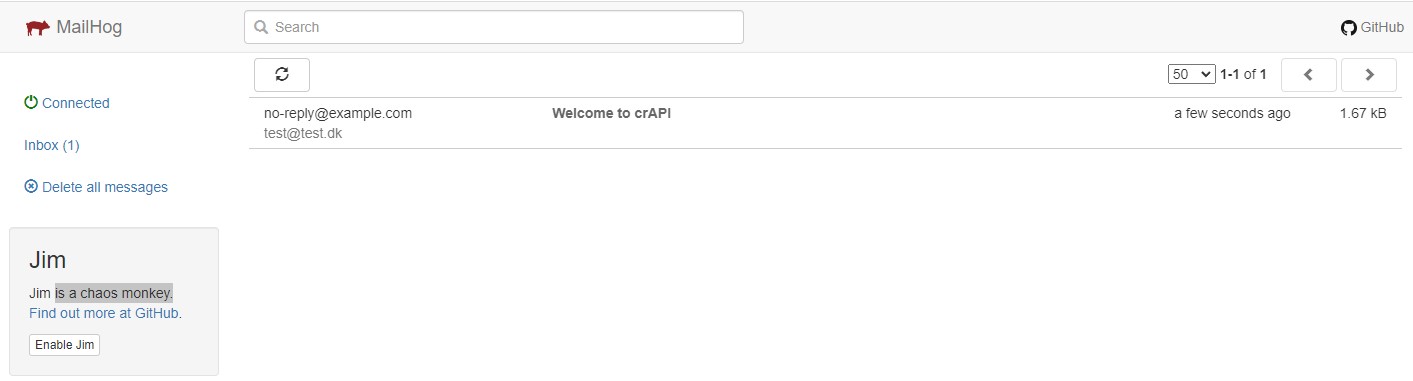 MailHog
Search
GitHub
50 1-1 of 1
Connected
Inbox (1)
Delete all messages
no-reply@example.com Welcome to crAPI a few seconds ago 1.67 kB
test@test.dk
Jim
Jim is a chaos monkey.
Find out more at GitHub.
Enable Jim